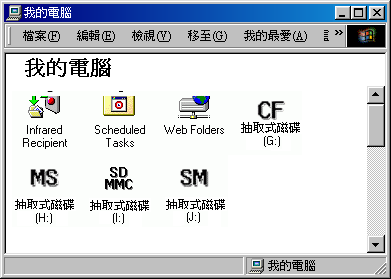 我的電腦
檔案(F) 編輯(E) 檢視(V) 移至(G) 我的最愛(A) »
我的電腦
Infrared Recipient
Scheduled Tasks
Web Folders
CF
抽取式磁碟 (G:)
MS
抽取式磁碟 (H:)
SD MMC
抽取式磁碟 (I:)
SM
抽取式磁碟 (J:)
我的電腦